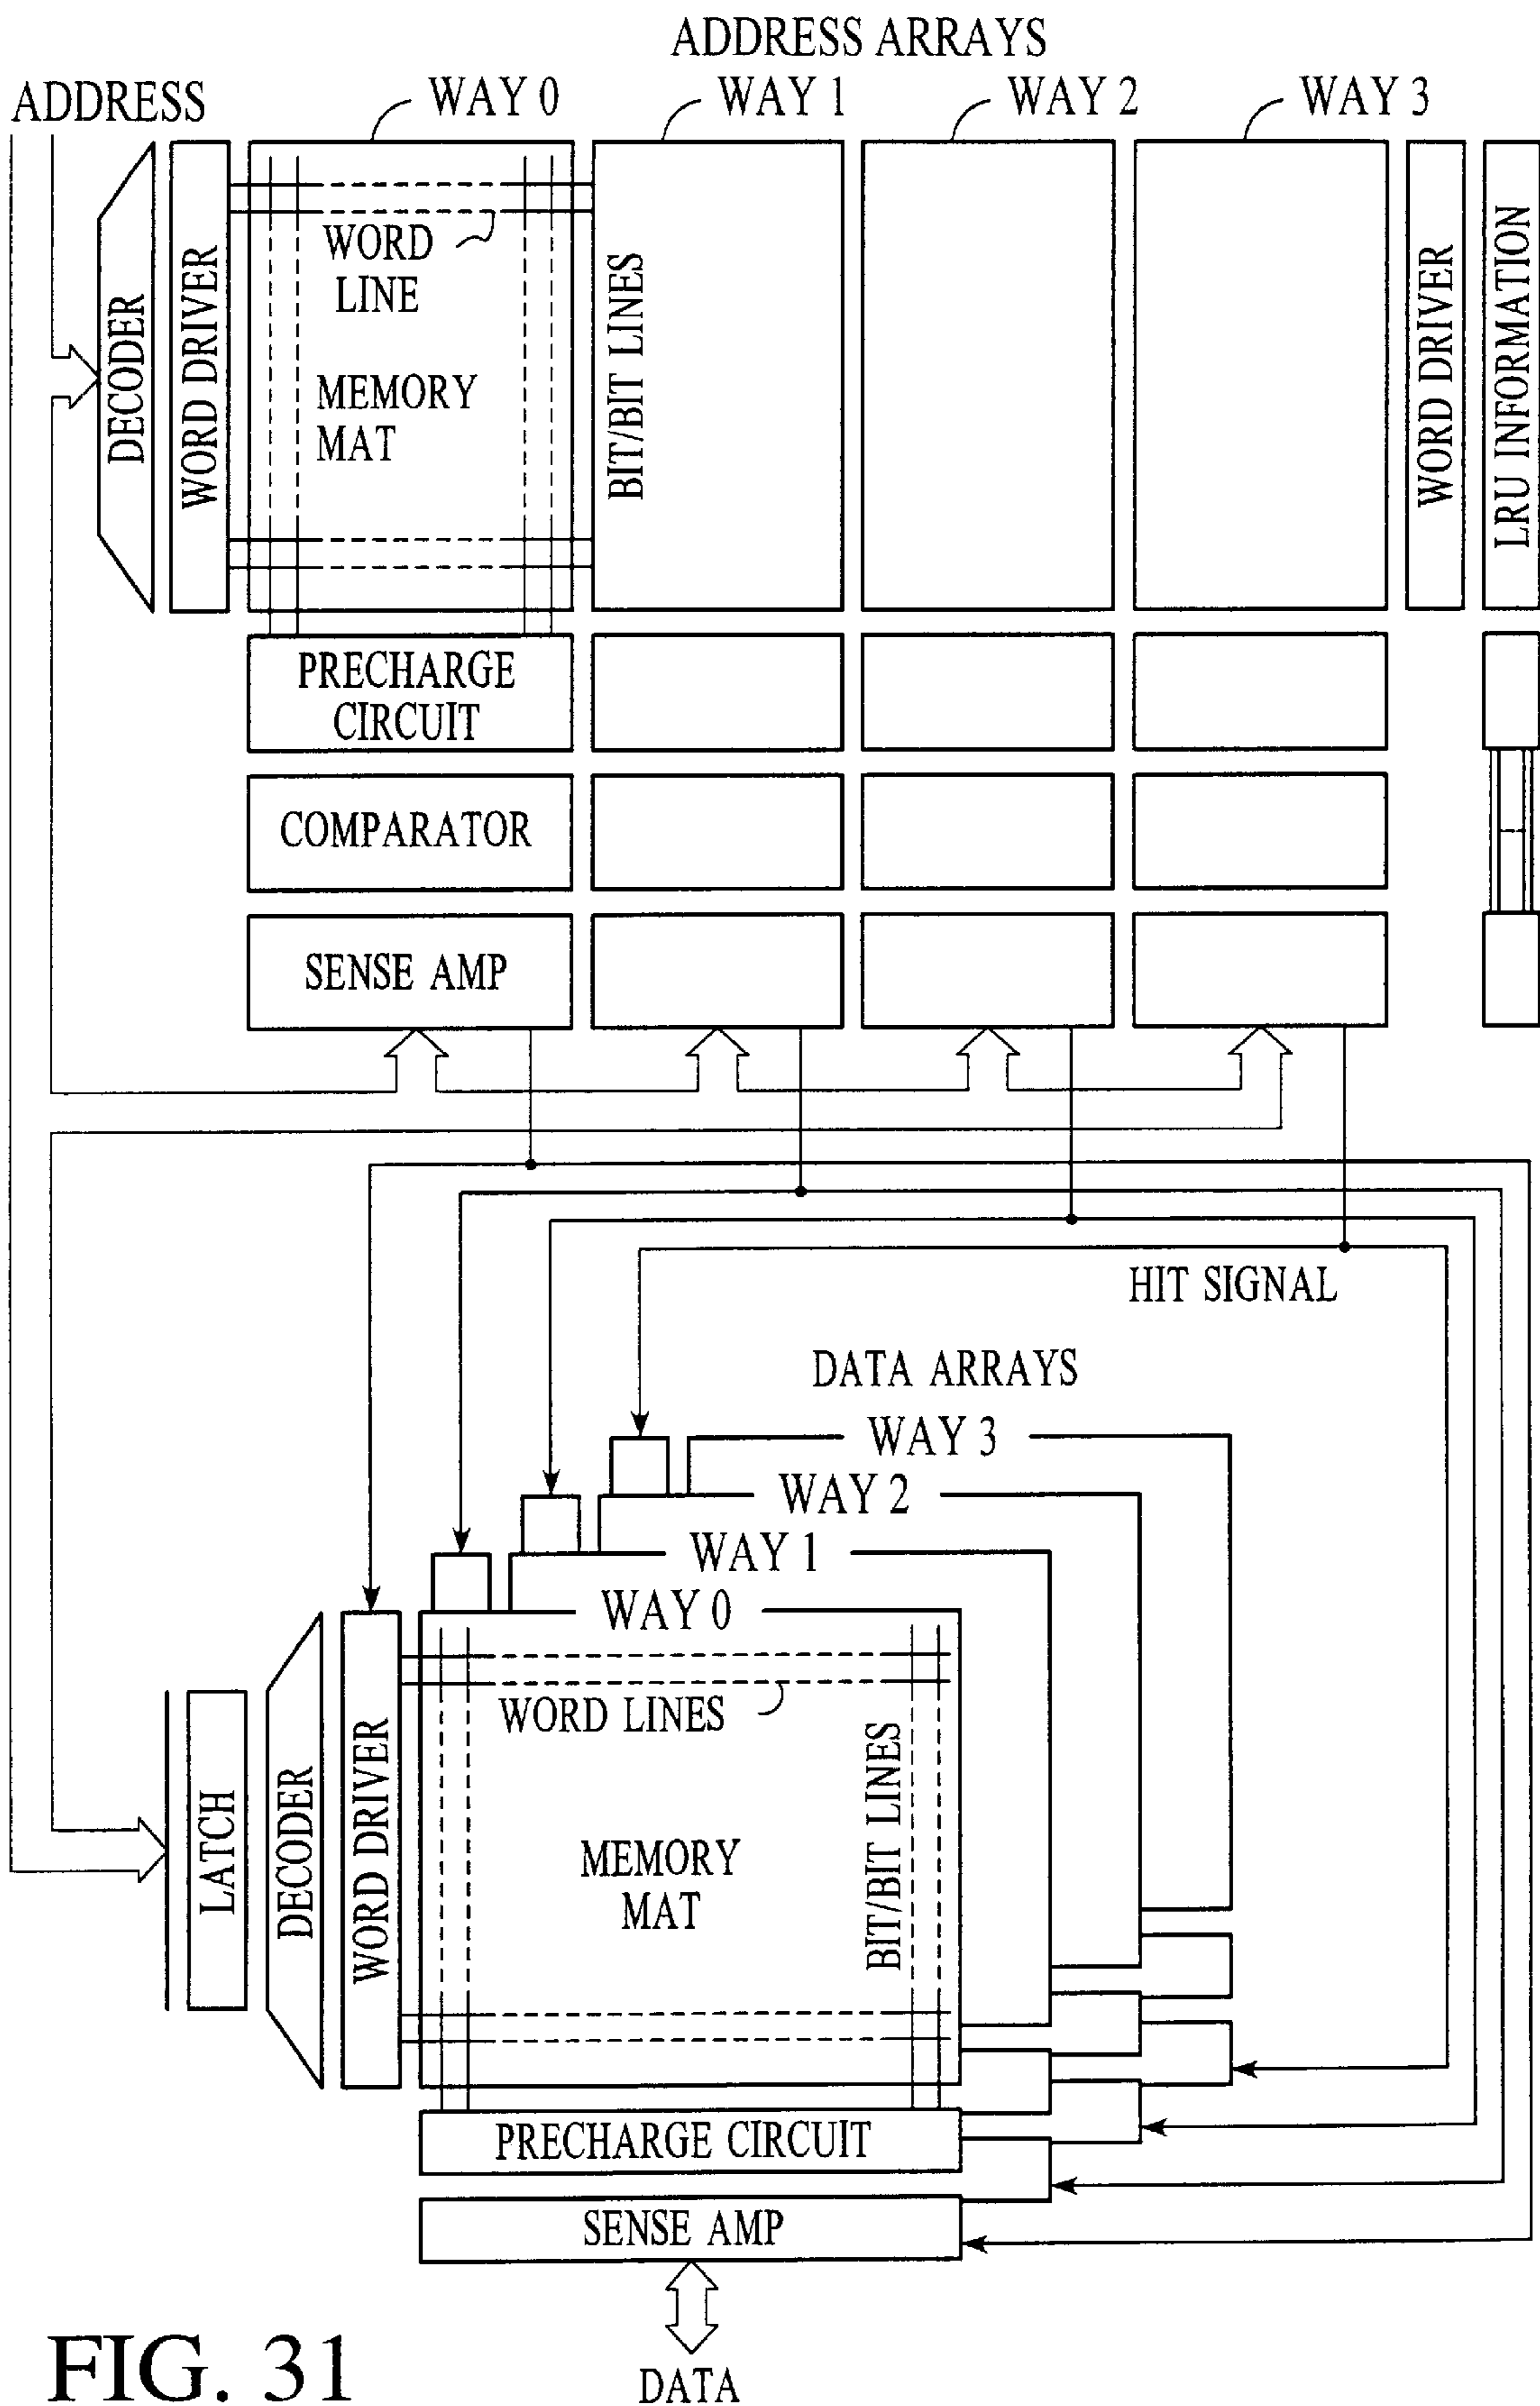 ADDRESS ARRAYS
ADDRESS
WAY 0
WAY 1
WAY 2
WAY 3
DECODER
WORD DRIVER
WORD
LINE
MEMORY
MAT
BIT/BIT LINES
WORD DRIVER
LRU INFORMATION
PRECHARGE
CIRCUIT
COMPARATOR
SENSE AMP
HIT SIGNAL
DATA ARRAYS
WAY 3
WAY 2
WAY 1
WAY 0
LATCH
DECODER
WORD DRIVER
WORD LINES
MEMORY
MAT
BIT/BIT LINES
PRECHARGE CIRCUIT
SENSE AMP
DATA
FIG. 31